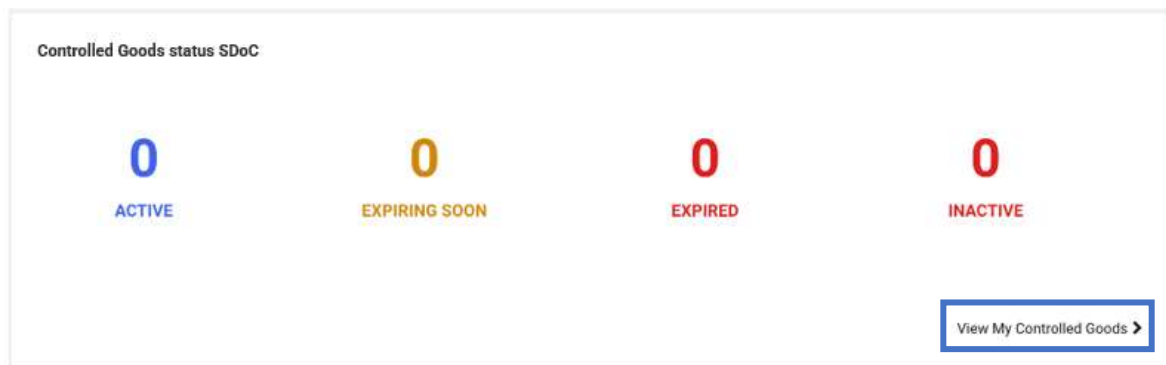 Controlled Goods status SDoC
0 0 0 0
ACTIVE EXPIRING SOON EXPIRED INACTIVE
View My Controlled Goods